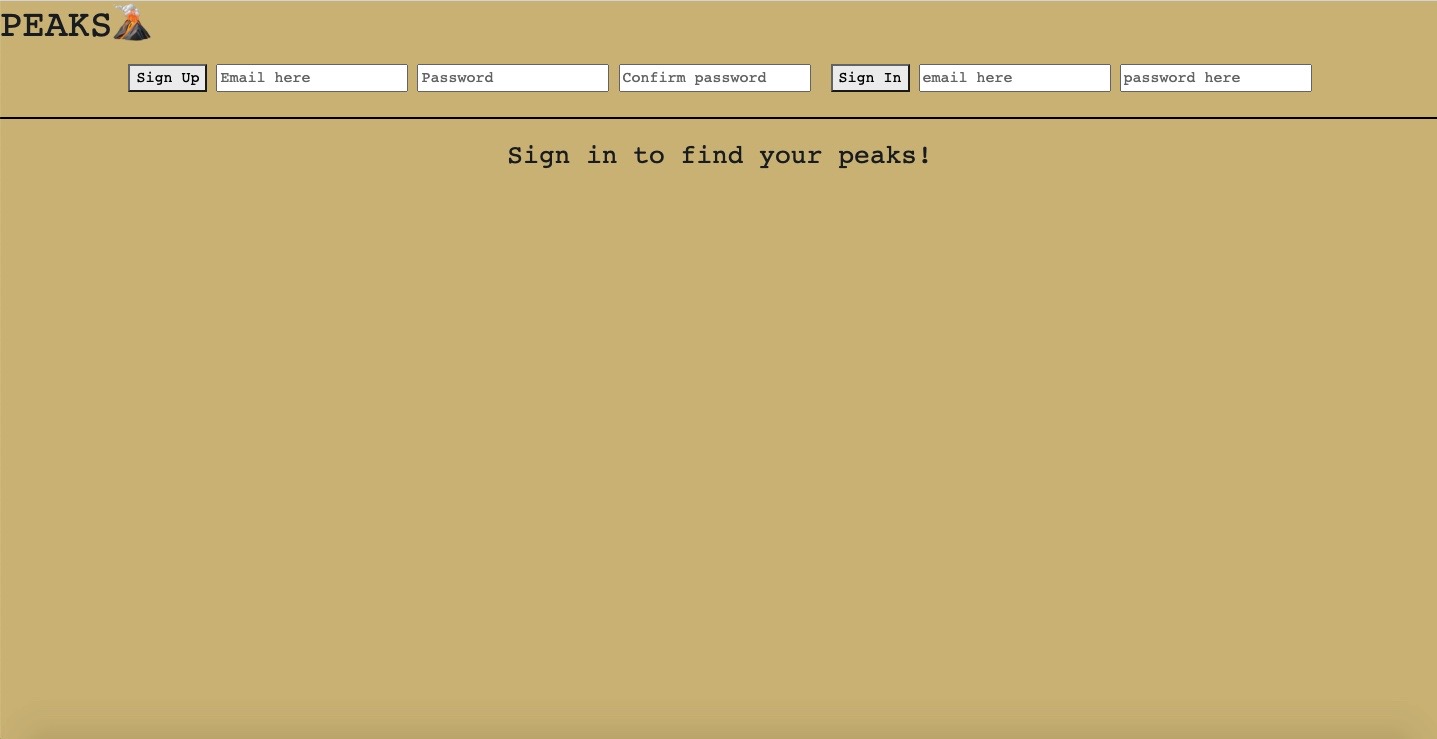 PEAKS🌋
Sign Up Email here Password Confirm password Sign In email here password here
Sign in to find your peaks!